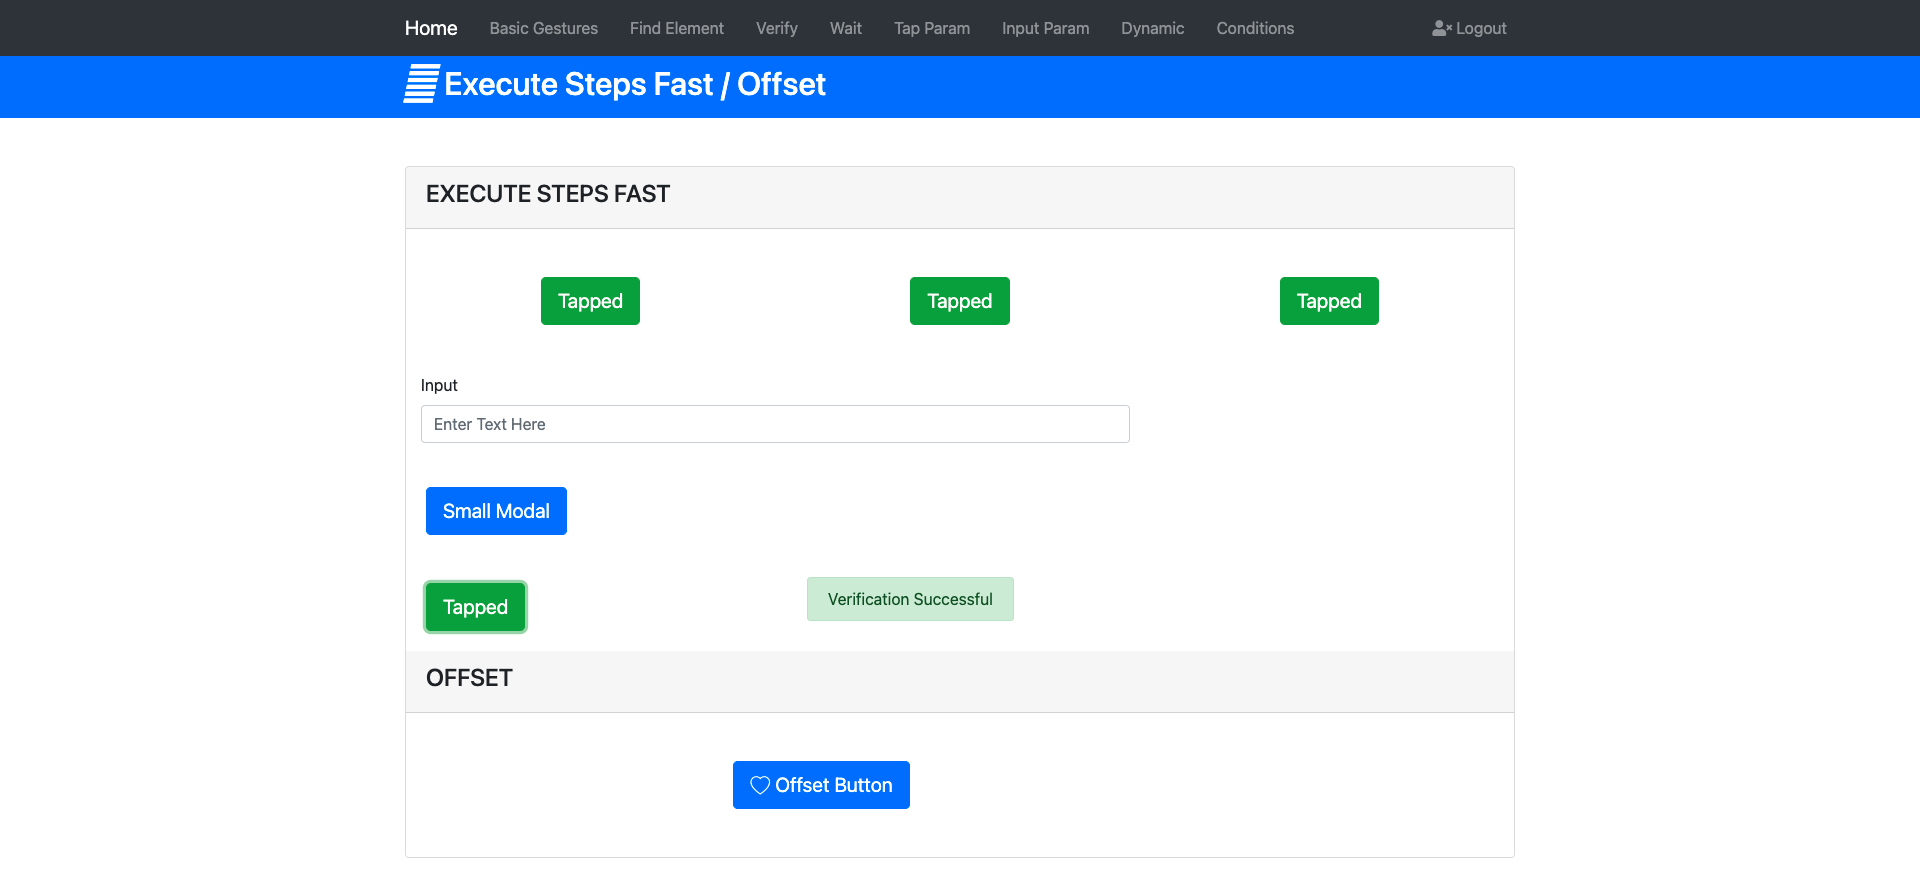 Home Basic Gestures Find Element Verify Wait Tap Param Input Param Dynamic Conditions Logout
Execute Steps Fast / Offset
EXECUTE STEPS FAST
Tapped Tapped Tapped
Input
Enter Text Here
Small Modal
Tapped Verification Successful
OFFSET
Offset Button